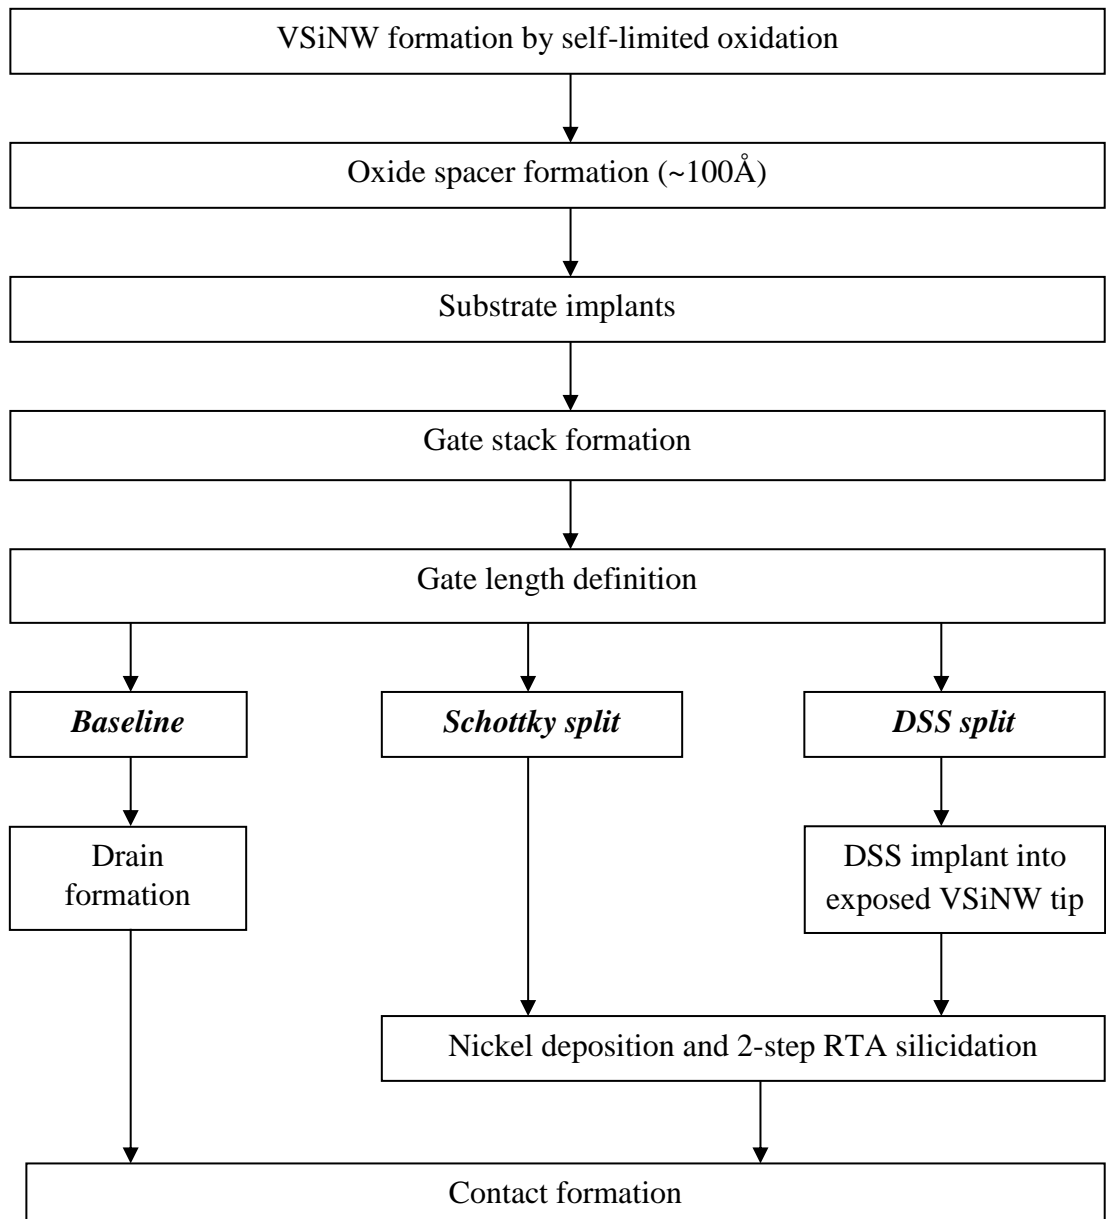 VSiNW formation by self-limited oxidation
Oxide spacer formation (~100Å)
Substrate implants
Gate stack formation
Gate length definition
Baseline
Schottky split
DSS split
Drain
formation
DSS implant into
exposed VSiNW tip
Nickel deposition and 2-step RTA silicidation
Contact formation